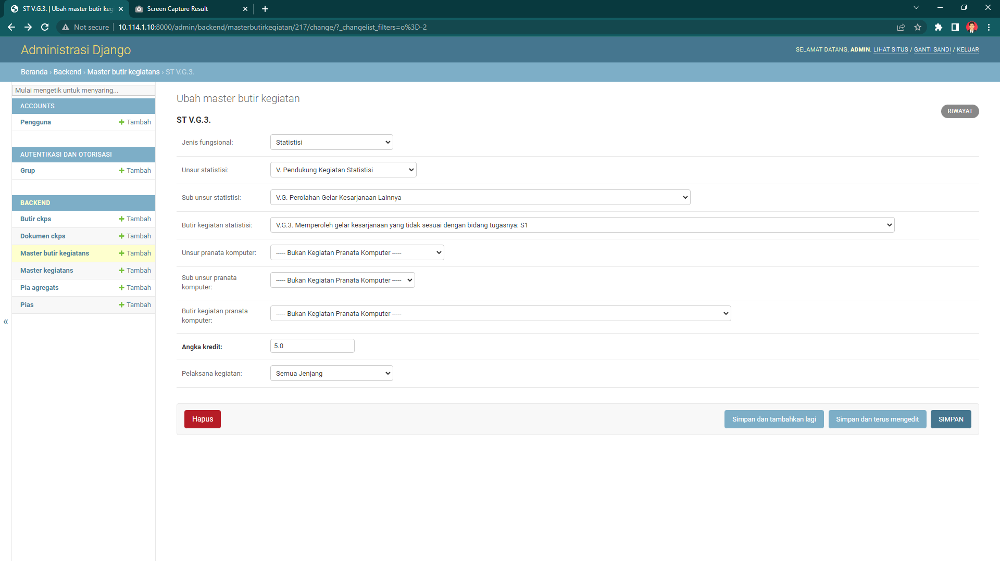 ST V.G.3. | Ubah master butir keg
Screen Capture Result
Not secure
10.114.1.10:8000/admin/backend/masterbutirkegiatan/217/change/?_changelist_filters=o%3D-2
Administrasi Django
SELAMAT DATANG, ADMIN. LIHAT SITUS / GANTI SANDI / KELUAR
Beranda › Backend › Master butir kegiatans › ST V.G.3.
Mulai mengetik untuk menyaring...
ACCOUNTS
Pengguna
Tambah
AUTENTIKASI DAN OTORISASI
Grup
Tambah
BACKEND
Butir ckps
Tambah
Dokumen ckps
Tambah
Master butir kegiatans
Tambah
Master kegiatans
Tambah
Pia agregats
Tambah
Pias
Tambah
«
Ubah master butir kegiatan
RIWAYAT
ST V.G.3.
Jenis fungsional:
Statistisi
Unsur statistisi:
V. Pendukung Kegiatan Statistisi
Sub unsur statistisi:
V.G. Perolahan Gelar Kesarjanaan Lainnya
Butir kegiatan statistisi:
V.G.3. Memperoleh gelar kesarjanaan yang tidak sesuai dengan bidang tugasnya: S1
Unsur pranata komputer:
----- Bukan Kegiatan Pranata Komputer -----
Sub unsur pranata
komputer:
----- Bukan Kegiatan Pranata Komputer -----
Butir kegiatan pranata
komputer:
----- Bukan Kegiatan Pranata Komputer -----
Angka kredit:
5.0
Pelaksana kegiatan:
Semua Jenjang
Hapus
Simpan dan tambahkan lagi
Simpan dan terus mengedit
SIMPAN